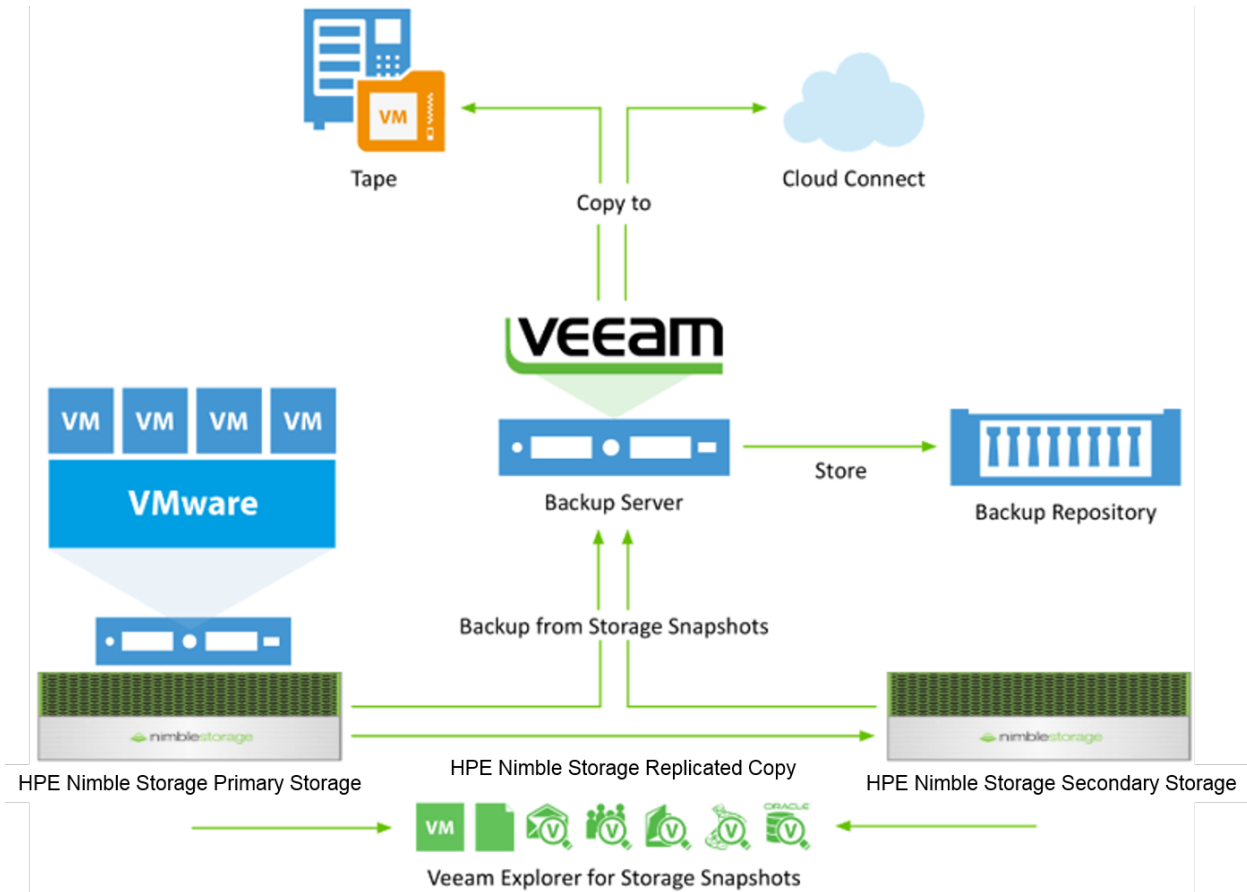 VM
Tape
Cloud Connect
Copy to
veeam
VM VM VM VM
VMware
Backup Server
Store
Backup Repository
Backup from Storage Snapshots
nimblestorage
nimblestorage
HPE Nimble Storage Primary Storage
HPE Nimble Storage Replicated Copy
HPE Nimble Storage Secondary Storage
VM V V V V V
ORACLE
Veeam Explorer for Storage Snapshots